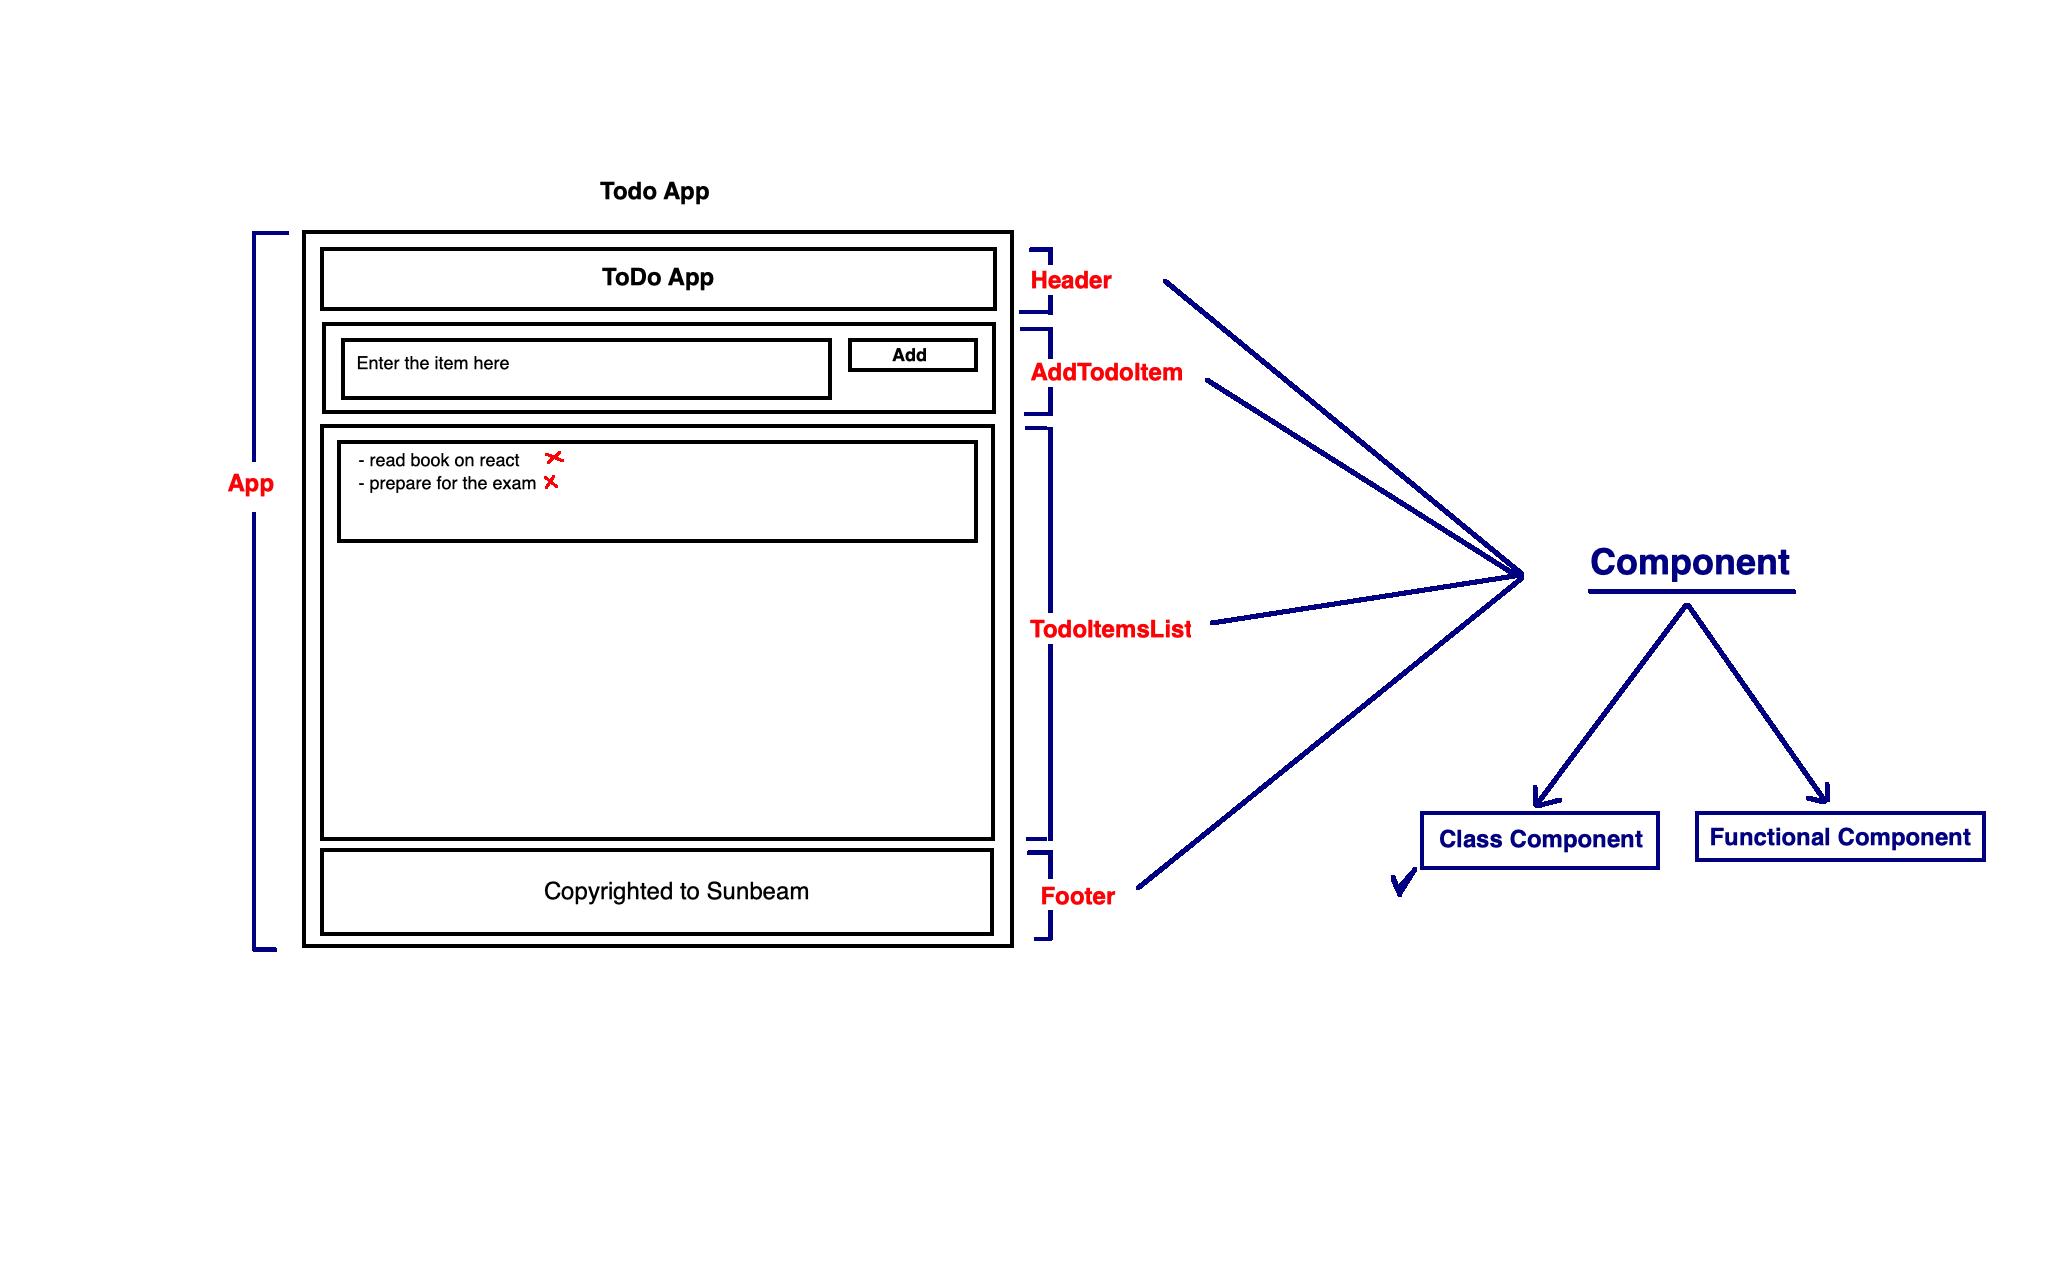 Todo App
ToDo App
Header
Enter the item here
Add
AddTodoItem
- read book on react
- prepare for the exam
App
Component
TodoItemsList
Class Component
Functional Component
Copyrighted to Sunbeam
Footer